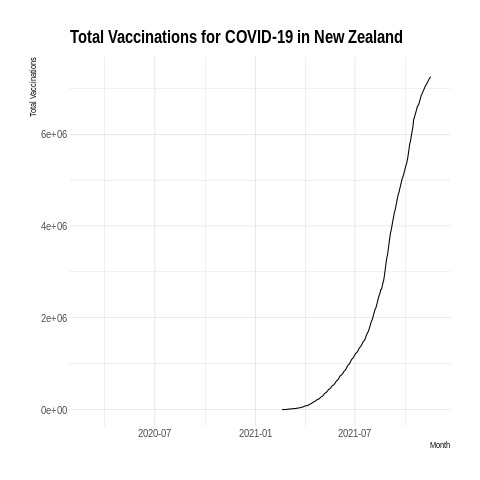 Total Vaccinations for COVID-19 in New Zealand
Total Vaccinations
6e+06
4e+06
2e+06
0e+00
2020-07 2021-01 2021-07
Month